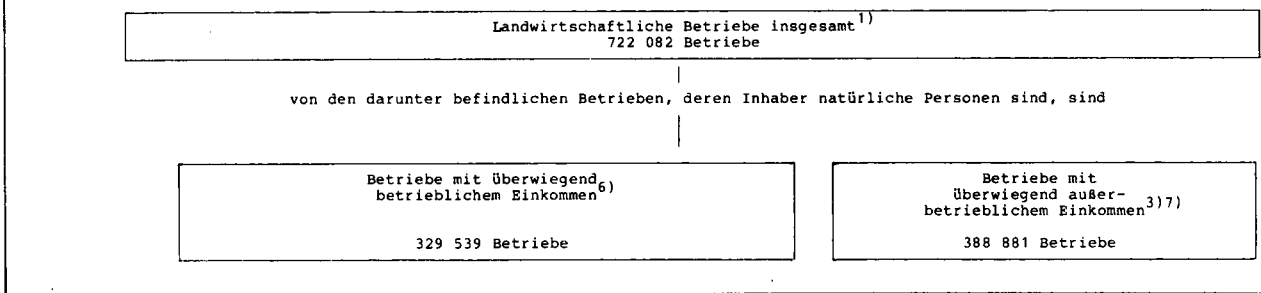 Landwirtschaftliche Betriebe insgesamt1)
722 082 Betriebe
von den darunter befindlichen Betrieben, deren Inhaber natürliche Personen sind, sind
Betriebe mit überwiegend
betrieblichem Einkommen6)
329 539 Betriebe
Betriebe mit
überwiegend außer-
betrieblichem Einkommen3)7)
388 881 Betriebe